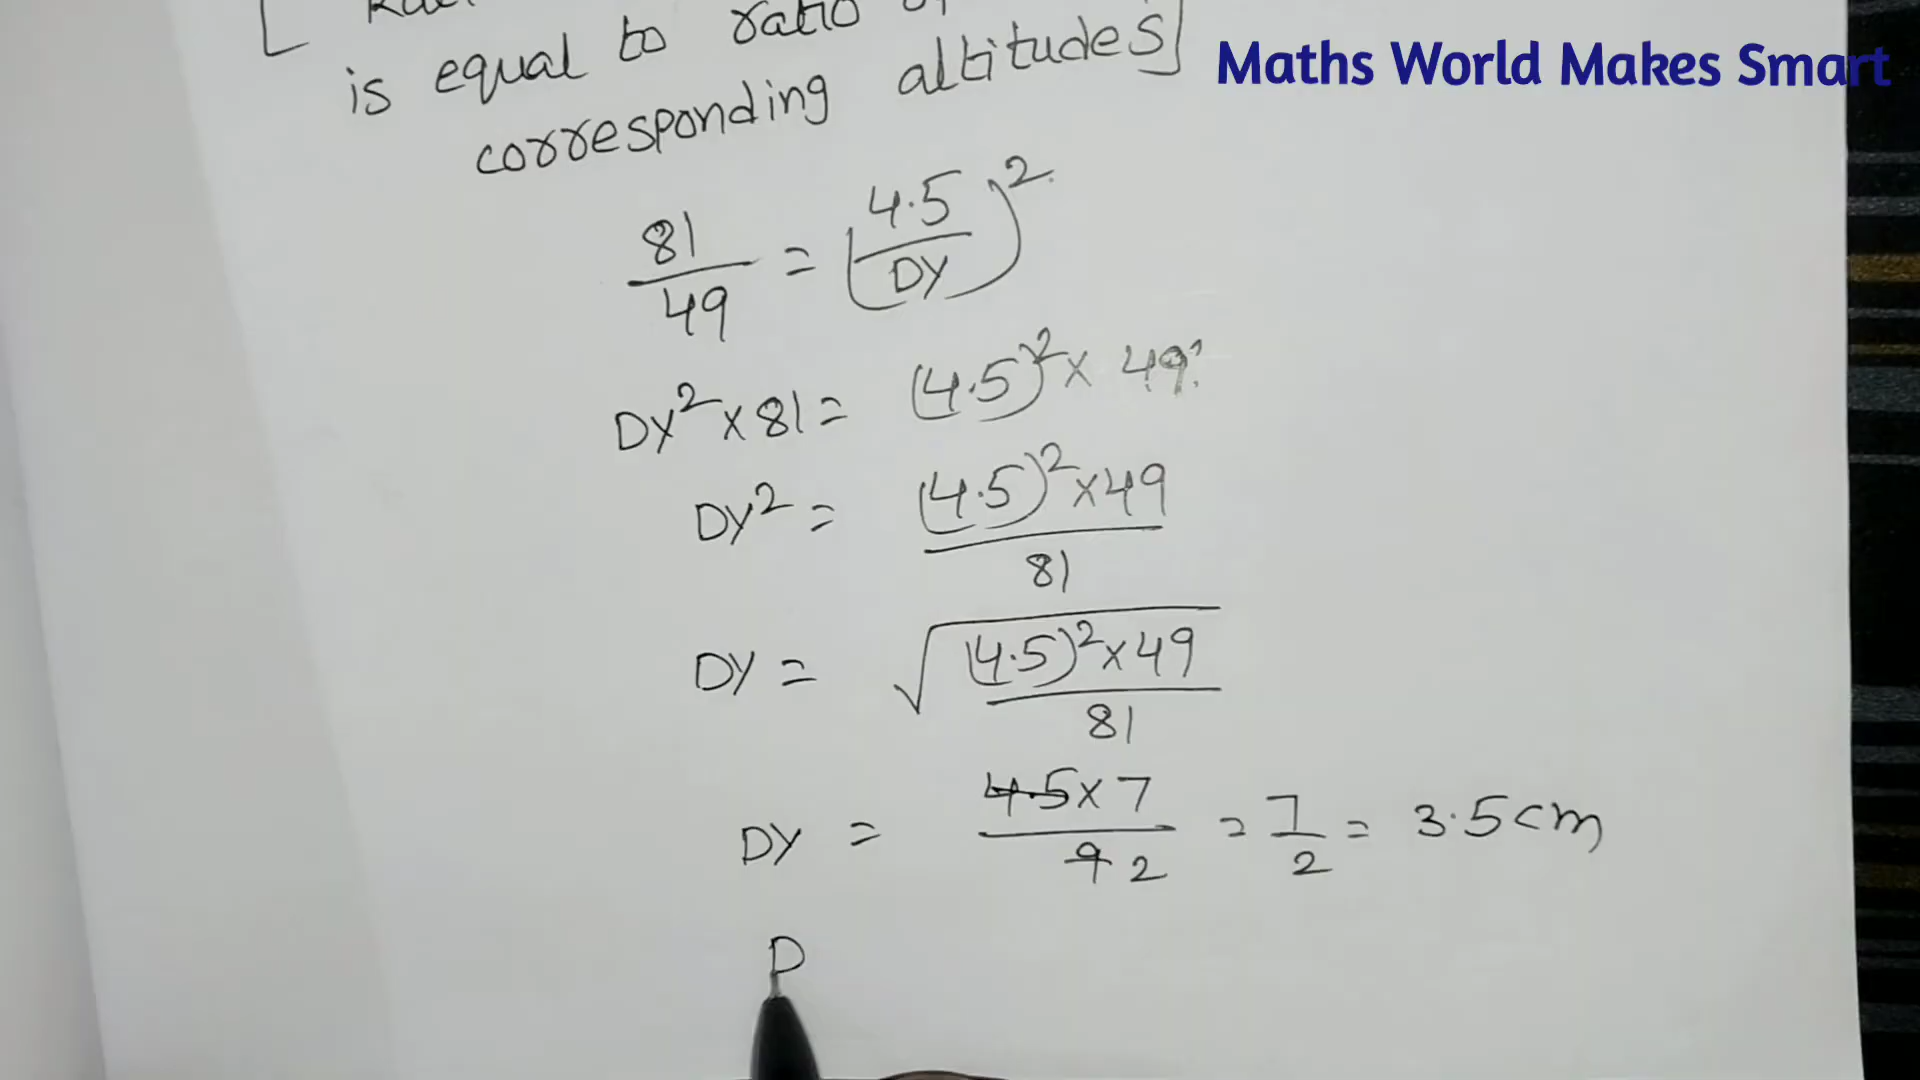 [
is equal to ratio
corresponding altitudes]
Maths World Makes Smart
81/49 = (4.5/DY)²
DY² x 81 = (4.5)² x 49
DY² = (4.5)² x 49 / 81
DY = √((4.5)² x 49 / 81)
DY = 4.5 x 7 / 9 2 = 7/2 = 3.5 cm
D